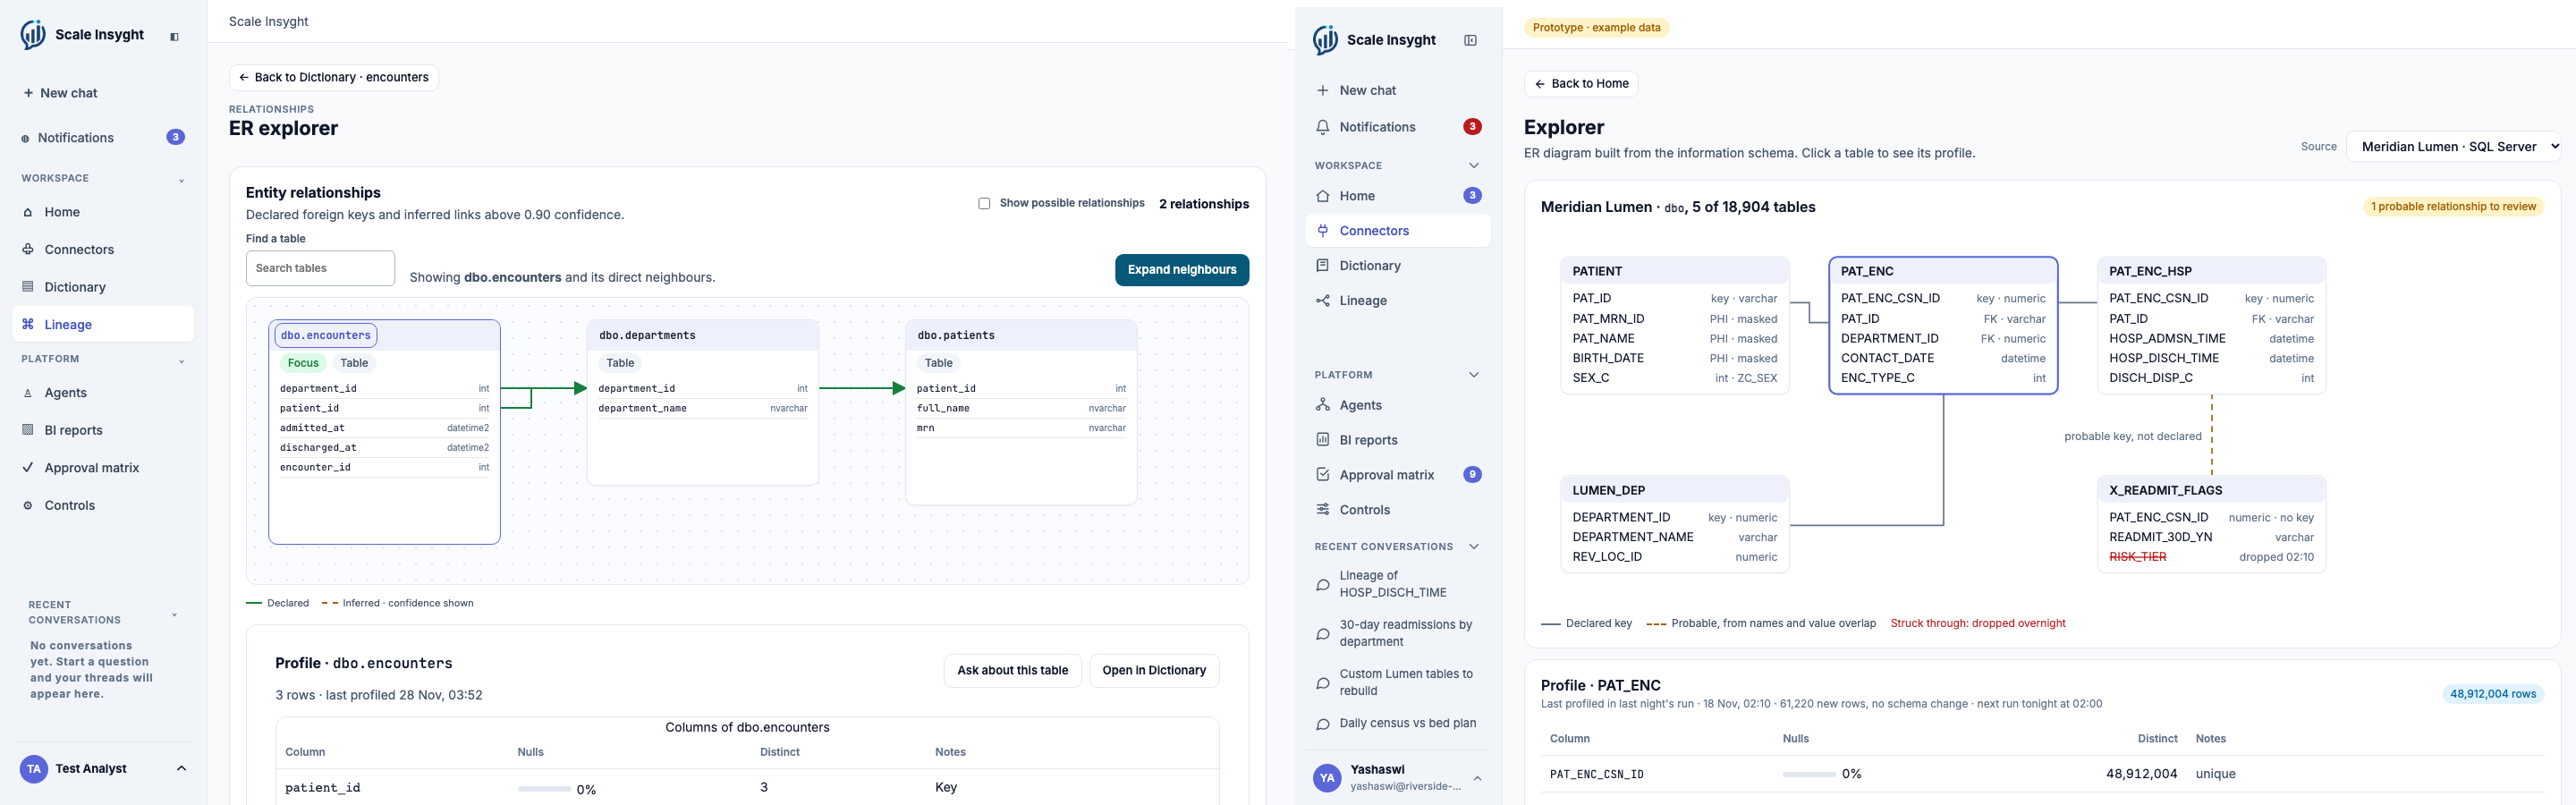 Scale Insyght
+ New chat
Notifications 3
WORKSPACE
Home
Connectors
Dictionary
Lineage
PLATFORM
Agents
BI reports
Approval matrix
Controls
RECENT
CONVERSATIONS
No conversations
yet. Start a question
and your threads will
appear here.
TA Test Analyst
Scale Insyght
← Back to Dictionary · encounters
RELATIONSHIPS
ER explorer
Entity relationships
Declared foreign keys and inferred links above 0.90 confidence.
Show possible relationships 2 relationships
Find a table
Search tables
Showing dbo.encounters and its direct neighbours.
Expand neighbours
dbo.encounters
Focus Table
department_id int
patient_id int
admitted_at datetime2
discharged_at datetime2
encounter_id int
dbo.departments
Table
department_id int
department_name nvarchar
dbo.patients
Table
patient_id int
full_name nvarchar
mrn nvarchar
Declared Inferred · confidence shown
Profile · dbo.encounters
Ask about this table Open in Dictionary
3 rows · last profiled 28 Nov, 03:52
Columns of dbo.encounters
Column Nulls Distinct Notes
patient_id 0% 3 Key
Scale Insyght
+ New chat
Notifications 3
WORKSPACE
Home 3
Connectors
Dictionary
Lineage
PLATFORM
Agents
BI reports
Approval matrix 9
Controls
RECENT CONVERSATIONS
Lineage of
HOSP_DISCH_TIME
30-day readmissions by
department
Custom Lumen tables to
rebuild
Daily census vs bed plan
YA Yashaswi
yashaswi@riverside-...
Prototype · example data
← Back to Home
Explorer
ER diagram built from the information schema. Click a table to see its profile.
Source Meridian Lumen · SQL Server
Meridian Lumen · dbo, 5 of 18,904 tables
1 probable relationship to review
PATIENT
PAT_ID key · varchar
PAT_MRN_ID PHI · masked
PAT_NAME PHI · masked
BIRTH_DATE PHI · masked
SEX_C int · ZC_SEX
PAT_ENC
PAT_ENC_CSN_ID key · numeric
PAT_ID FK · varchar
DEPARTMENT_ID FK · numeric
CONTACT_DATE datetime
ENC_TYPE_C int
PAT_ENC_HSP
PAT_ENC_CSN_ID key · numeric
PAT_ID FK · varchar
HOSP_ADMSN_TIME datetime
HOSP_DISCH_TIME datetime
DISCH_DISP_C int
probable key, not declared
LUMEN_DEP
DEPARTMENT_ID key · numeric
DEPARTMENT_NAME varchar
REV_LOC_ID numeric
X_READMIT_FLAGS
PAT_ENC_CSN_ID numeric · no key
READMIT_30D_YN varchar
RISK_TIER dropped 02:10
Declared key Probable, from names and value overlap Struck through: dropped overnight
Profile · PAT_ENC
48,912,004 rows
Last profiled in last night's run · 18 Nov, 02:10 · 61,220 new rows, no schema change · next run tonight at 02:00
Column Nulls Distinct Notes
PAT_ENC_CSN_ID 0% 48,912,004 unique